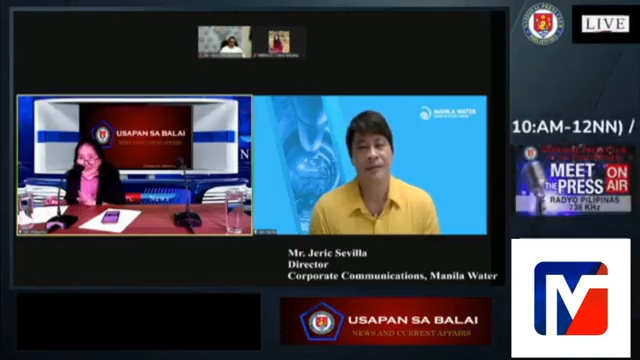 LIVE
MANILA WATER
USAPAN SA BALAI
NEWS AND CURRENT AFFAIRS
NEWS
10:AM-12NN) /
MEET
THE PRESS
ON
AIR
RADYO PILIPINAS
738 KHz
Mr. Jeric Sevilla
Director
Corporate Communications, Manila Water
USAPAN SA BALAI
NEWS AND CURRENT AFFAIRS